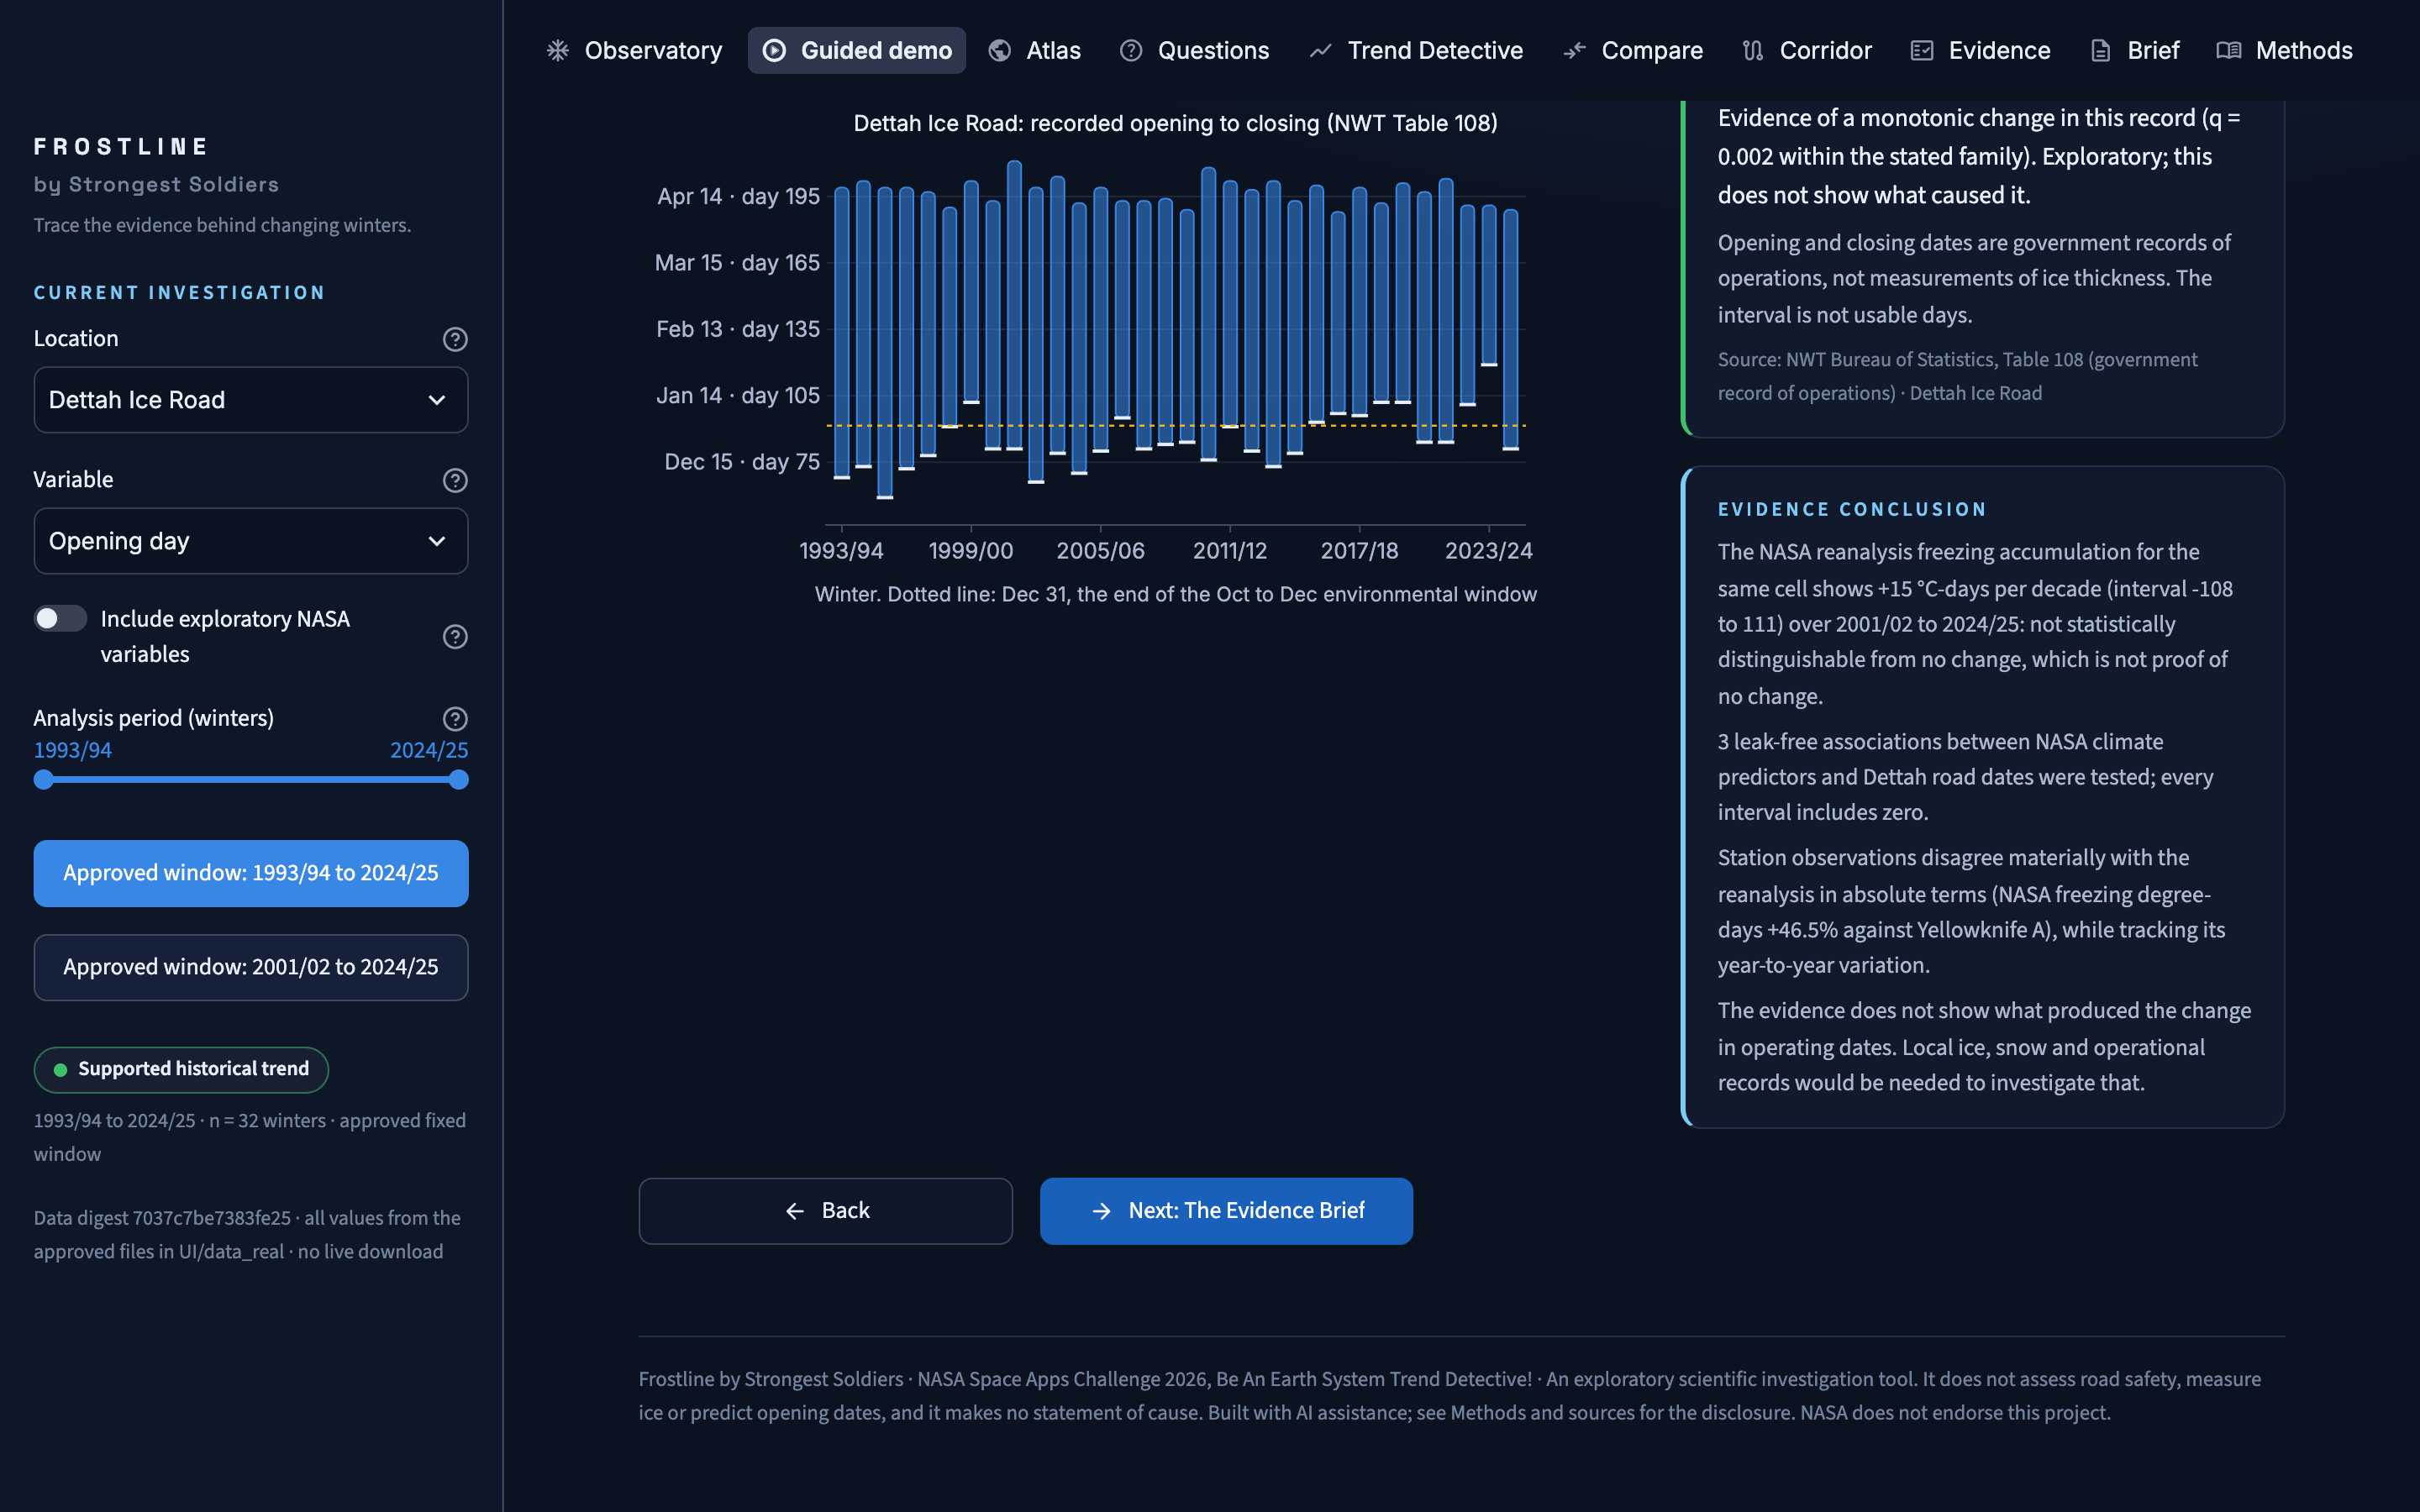 Observatory
Guided demo
Atlas
Questions
Trend Detective
Compare
Corridor
Evidence
Brief
Methods
FROSTLINE
by Strongest Soldiers
Trace the evidence behind changing winters.
CURRENT INVESTIGATION
Location
Dettah Ice Road
Variable
Opening day
Include exploratory NASA
variables
Analysis period (winters)
1993/94
2024/25
Approved window: 1993/94 to 2024/25
Approved window: 2001/02 to 2024/25
Supported historical trend
1993/94 to 2024/25 · n = 32 winters · approved fixed
window
Data digest 7037c7be7383fe25 · all values from the
approved files in UI/data_real · no live download
Dettah Ice Road: recorded opening to closing (NWT Table 108)
Apr 14 · day 195
Mar 15 · day 165
Feb 13 · day 135
Jan 14 · day 105
Dec 15 · day 75
1993/94
1999/00
2005/06
2011/12
2017/18
2023/24
Winter. Dotted line: Dec 31, the end of the Oct to Dec environmental window
Evidence of a monotonic change in this record (q =
0.002 within the stated family). Exploratory; this
does not show what caused it.
Opening and closing dates are government records of
operations, not measurements of ice thickness. The
interval is not usable days.
Source: NWT Bureau of Statistics, Table 108 (government
record of operations) · Dettah Ice Road
EVIDENCE CONCLUSION
The NASA reanalysis freezing accumulation for the
same cell shows +15 °C-days per decade (interval -108
to 111) over 2001/02 to 2024/25: not statistically
distinguishable from no change, which is not proof of
no change.
3 leak-free associations between NASA climate
predictors and Dettah road dates were tested; every
interval includes zero.
Station observations disagree materially with the
reanalysis in absolute terms (NASA freezing degree-
days +46.5% against Yellowknife A), while tracking its
year-to-year variation.
The evidence does not show what produced the change
in operating dates. Local ice, snow and operational
records would be needed to investigate that.
Back
Next: The Evidence Brief
Frostline by Strongest Soldiers · NASA Space Apps Challenge 2026, Be An Earth System Trend Detective! · An exploratory scientific investigation tool. It does not assess road safety, measure
ice or predict opening dates, and it makes no statement of cause. Built with AI assistance; see Methods and sources for the disclosure. NASA does not endorse this project.